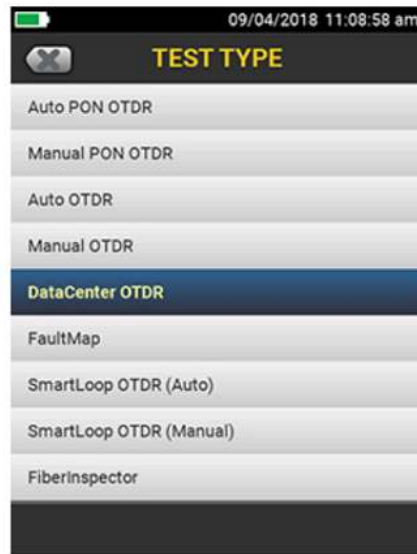 09/04/2018 11:08:58 am
TEST TYPE
Auto PON OTDR
Manual PON OTDR
Auto OTDR
Manual OTDR
DataCenter OTDR
FaultMap
SmartLoop OTDR (Auto)
SmartLoop OTDR (Manual)
FiberInspector